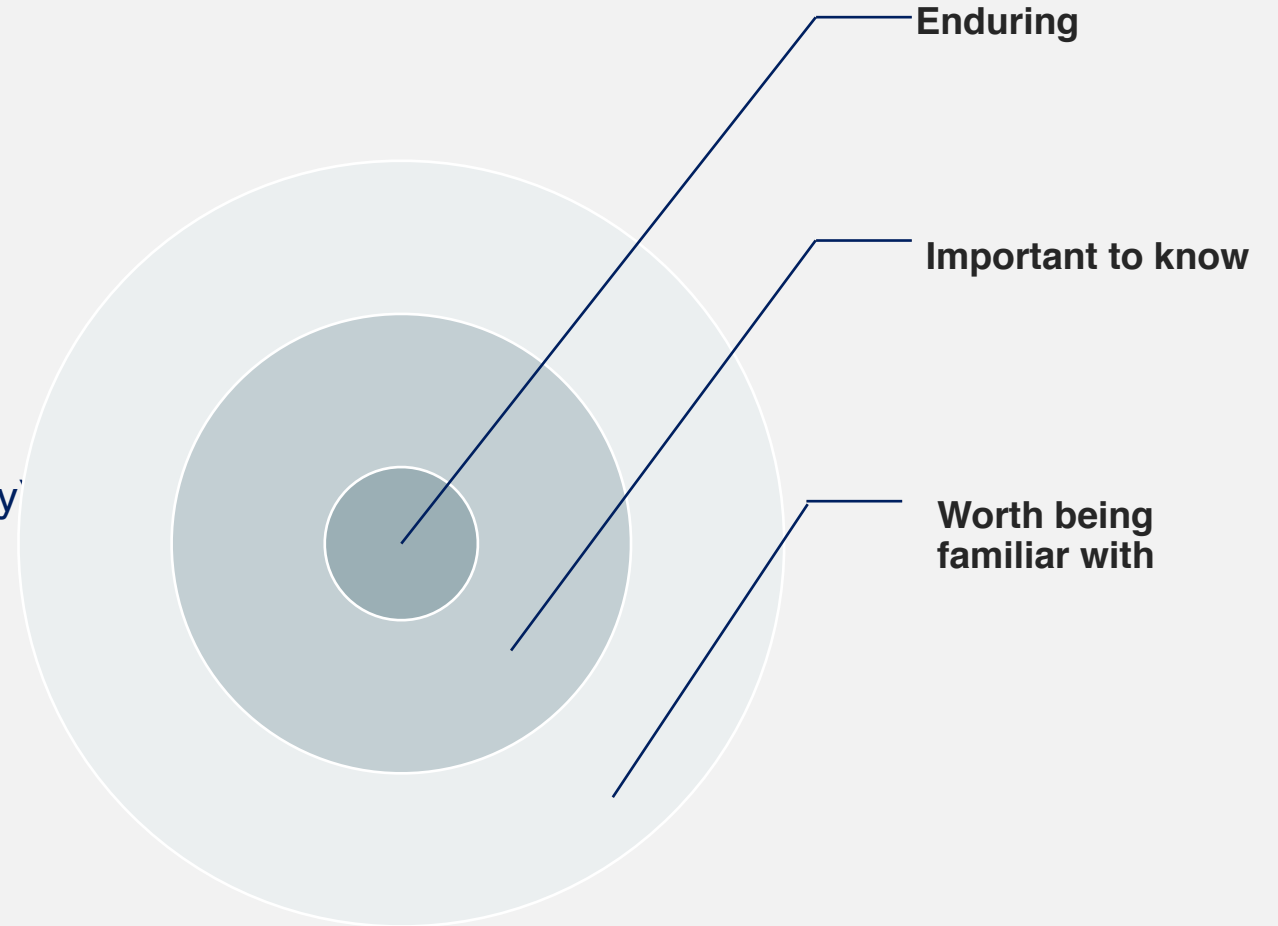 Enduring
Important to know
y'
Worth being
familiar with